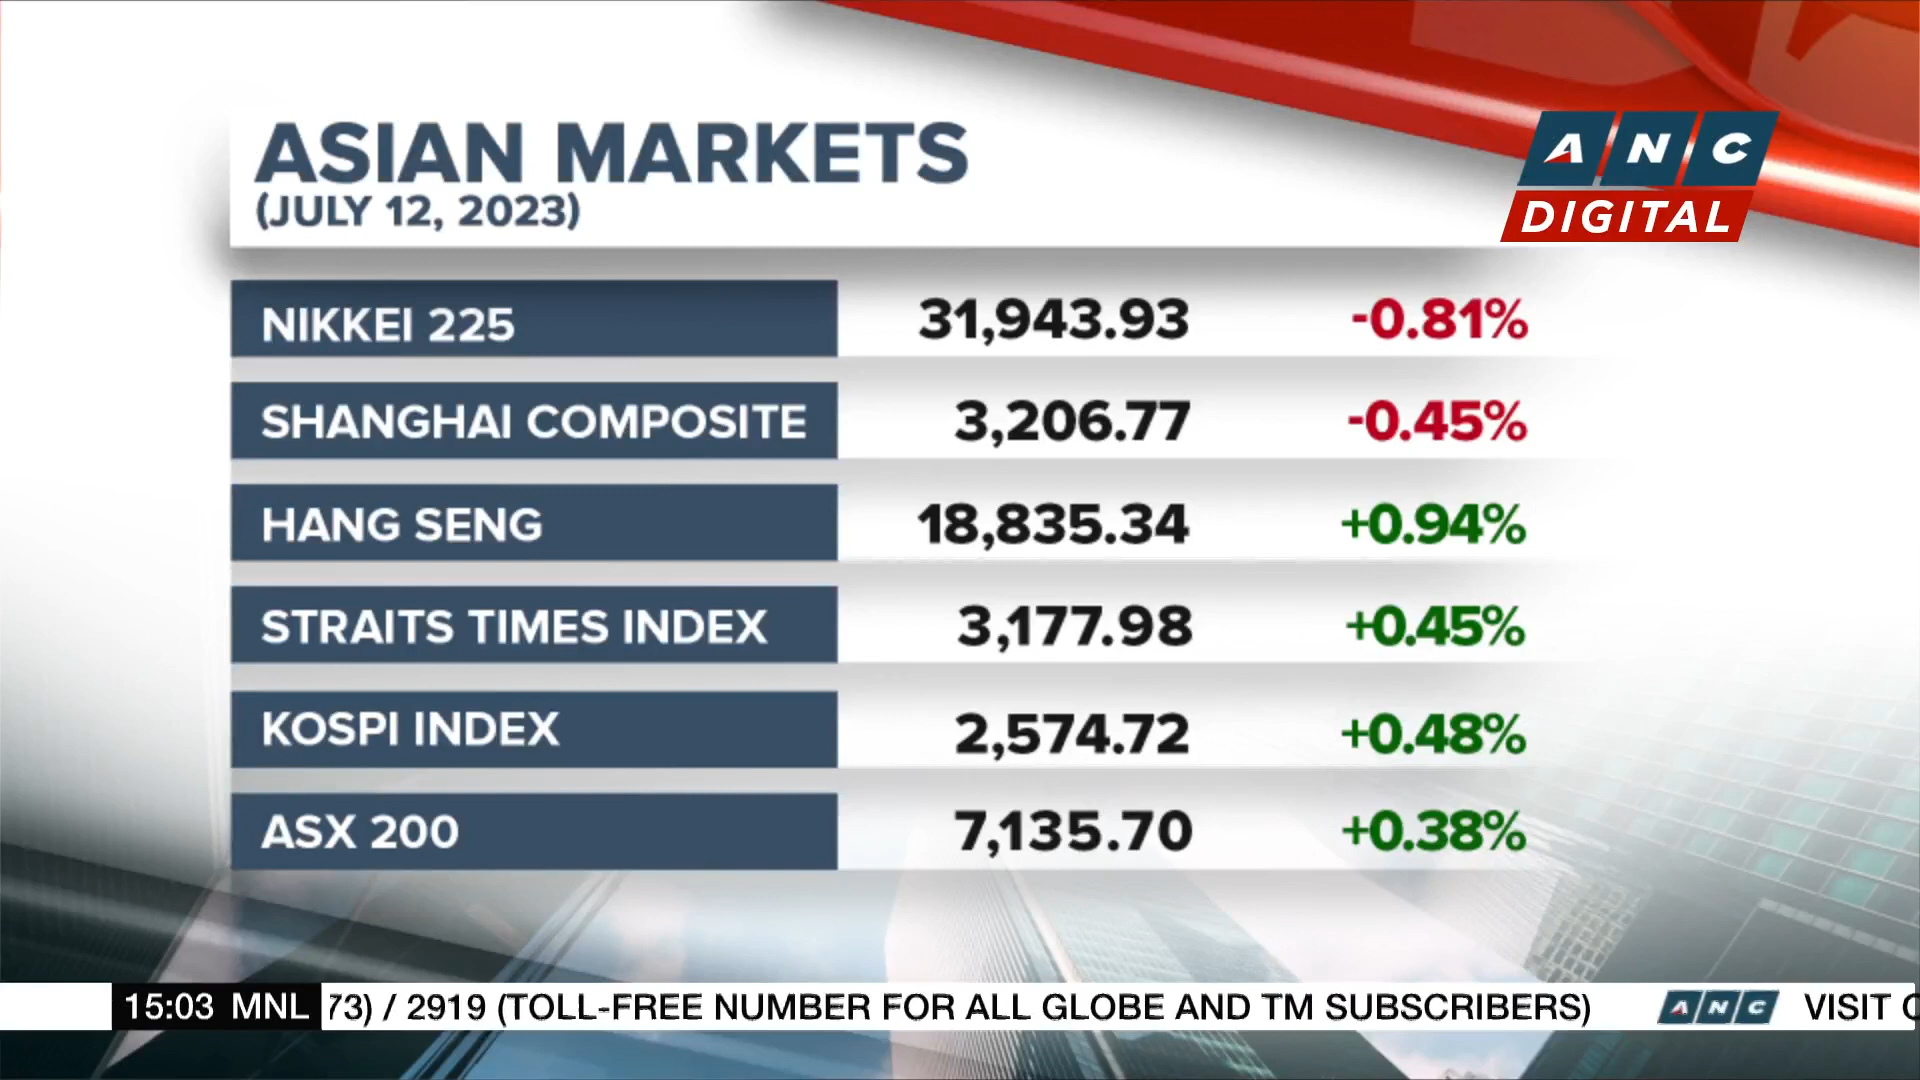 ASIAN MARKETS
(JULY 12, 2023)
ANC
DIGITAL
NIKKEI 225 31,943.93 -0.81%
SHANGHAI COMPOSITE 3,206.77 -0.45%
HANG SENG 18,835.34 +0.94%
STRAITS TIMES INDEX 3,177.98 +0.45%
KOSPI INDEX 2,574.72 +0.48%
ASX 200 7,135.70 +0.38%
15:03 MNL 73) / 2919 (TOLL-FREE NUMBER FOR ALL GLOBE AND TM SUBSCRIBERS) ANC VISIT